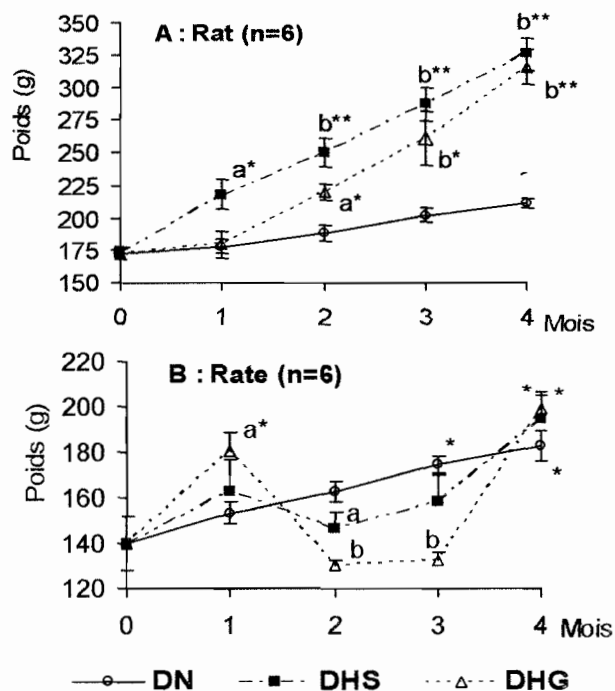 A : Rat (n=6)
Poids (g)
350
325
300
275
250
225
200
175
150
a*
b**
b**
b**
a*
b*
b**
0 1 2 3 4 Mois
B : Rate (n=6)
Poids (g)
220
200
180
160
140
120
a*
a
b
b
*
* *
*
0 1 2 3 4 Mois
DN DHS DHG